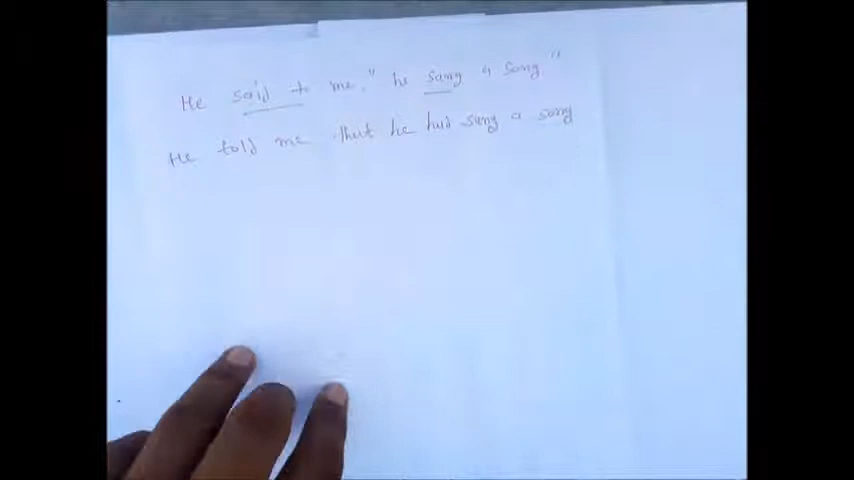 He said to me," he sang a song"
He told me that he had sung a song